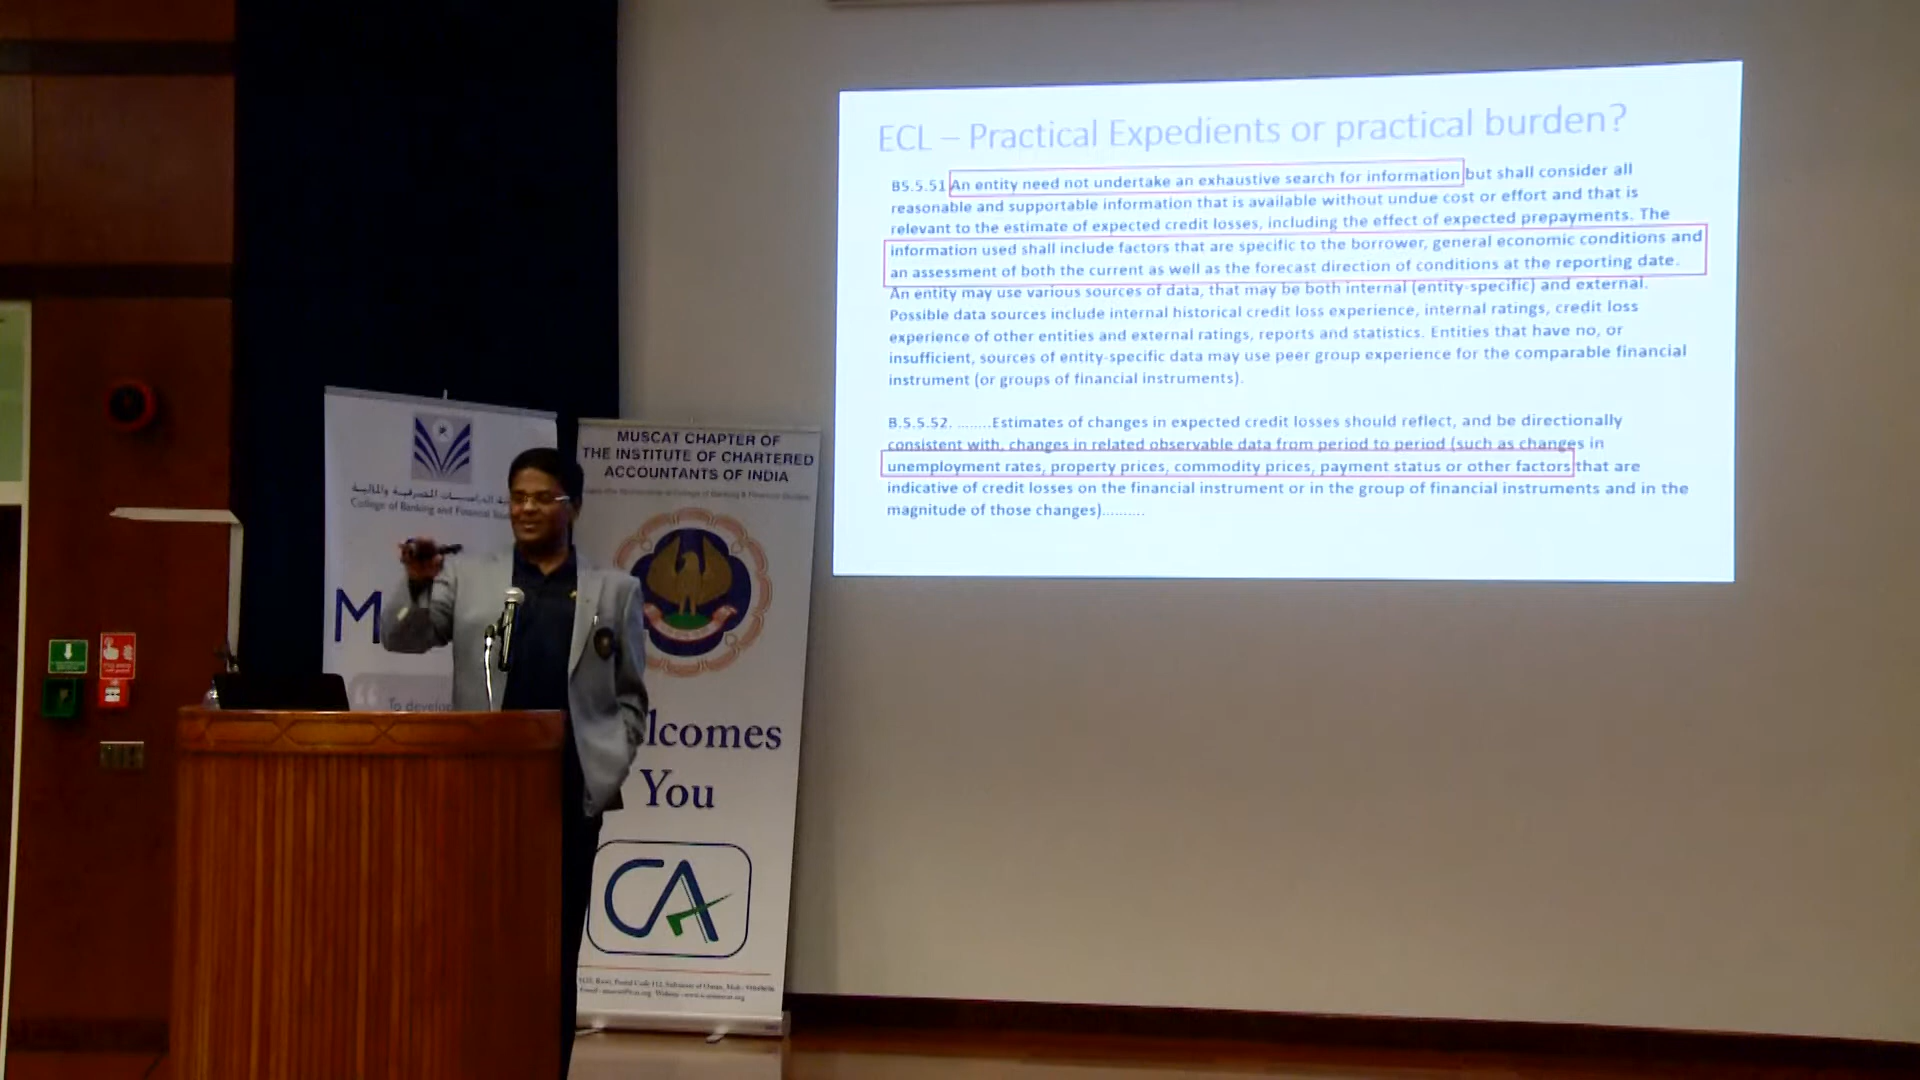 ECL – Practical Expedients or practical burden?
B5.5.51 An entity need not undertake an exhaustive search for information but shall consider all
reasonable and supportable information that is available without undue cost or effort and that is
relevant to the estimate of expected credit losses, including the effect of expected prepayments. The
information used shall include factors that are specific to the borrower, general economic conditions and
an assessment of both the current as well as the forecast direction of conditions at the reporting date.
An entity may use various sources of data, that may be both internal (entity-specific) and external.
Possible data sources include internal historical credit loss experience, internal ratings, credit loss
experience of other entities and external ratings, reports and statistics. Entities that have no, or
insufficient, sources of entity-specific data may use peer group experience for the comparable financial
instrument (or groups of financial instruments).
B.5.5.52. ........Estimates of changes in expected credit losses should reflect, and be directionally
consistent with, changes in related observable data from period to period (such as changes in
unemployment rates, property prices, commodity prices, payment status or other factors that are
indicative of credit losses on the financial instrument or in the group of financial instruments and in the
magnitude of those changes)..........
College of Banking and Financial
M
To develop
MUSCAT CHAPTER OF
THE INSTITUTE OF CHARTERED
ACCOUNTANTS OF INDIA
lcomes
You
CA